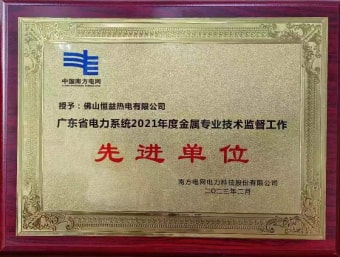 中国南方电网
授予：佛山恒益热电有限公司
广东省电力系统2021年度金属专业技术监督工作
先进单位
南方电网电力科技股份有限公司
二〇二三年二月